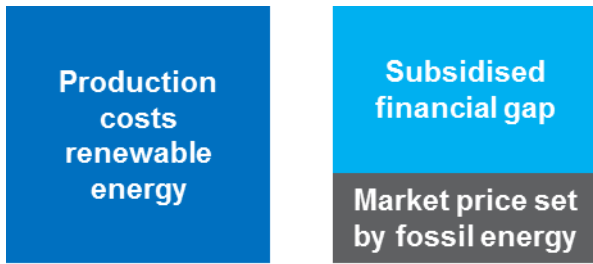 Production
costs
renewable
energy
Subsidised
financial gap
Market price set
by fossil energy